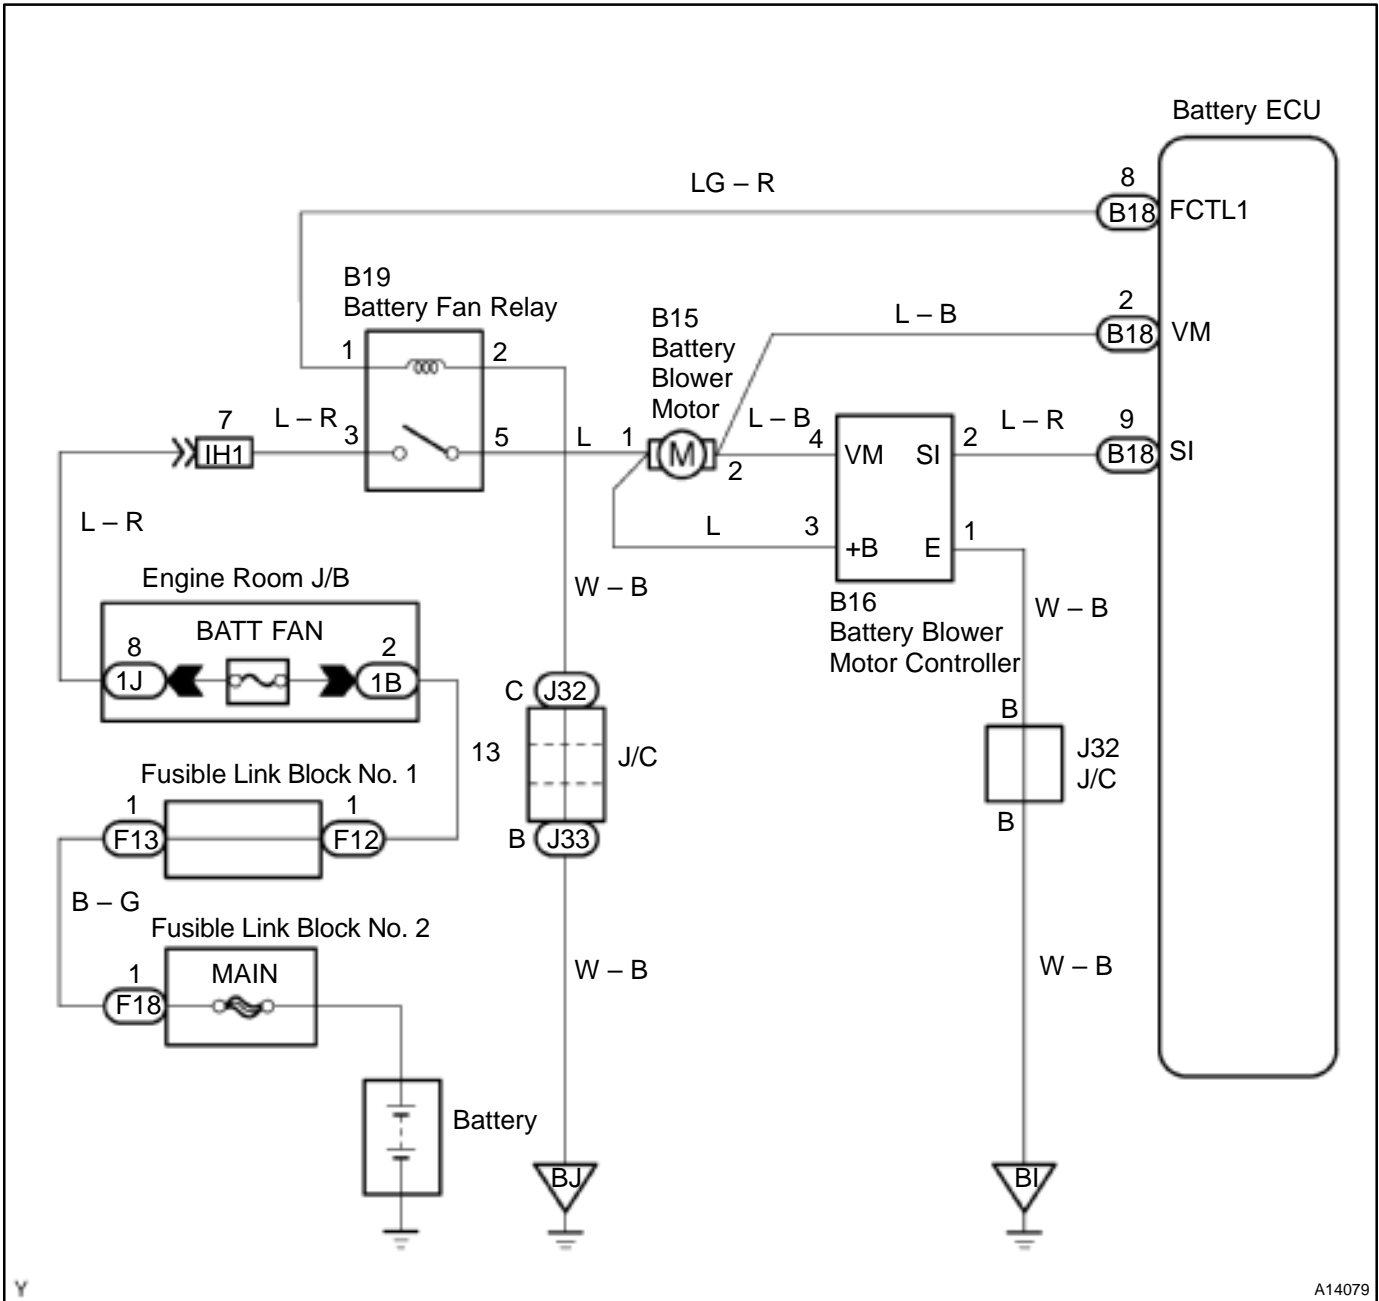 Battery ECU
LG – R
8
B18
FCTL1
B19
Battery Fan Relay
1
2
3
5
L – B
2
B18
VM
B15
Battery
Blower
Motor
7
IH1
L – R
L
1
M
2
L – B
4
VM
SI
2
L – R
9
B18
SI
L
3
+B
E
1
L – R
Engine Room J/B
BATT FAN
8
1J
2
1B
W – B
B16
Battery Blower
Motor Controller
W – B
C
J32
13
J/C
B
J33
B
J32
J/C
B
Fusible Link Block No. 1
1
F13
1
F12
B – G
Fusible Link Block No. 2
MAIN
1
F18
W – B
W – B
Battery
BJ
BI
Y
A14079